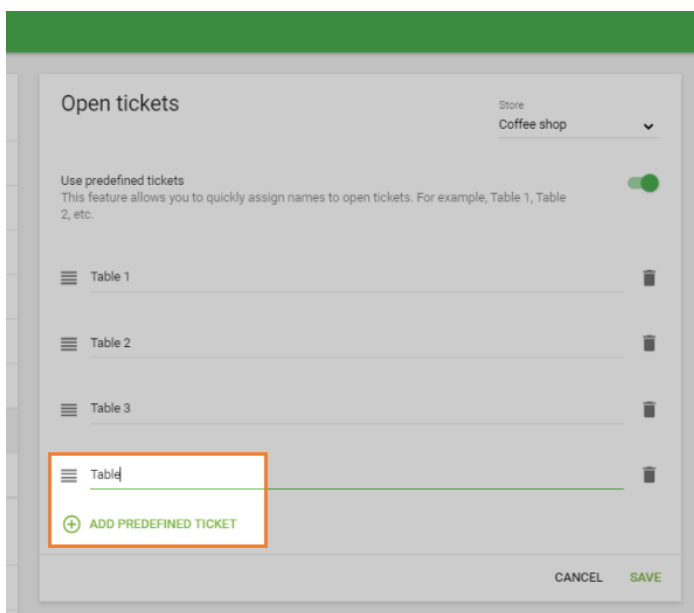 Open tickets
Store
Coffee shop
Use predefined tickets
This feature allows you to quickly assign names to open tickets. For example, Table 1, Table
2, etc.
Table 1
Table 2
Table 3
Table
ADD PREDEFINED TICKET
CANCEL SAVE